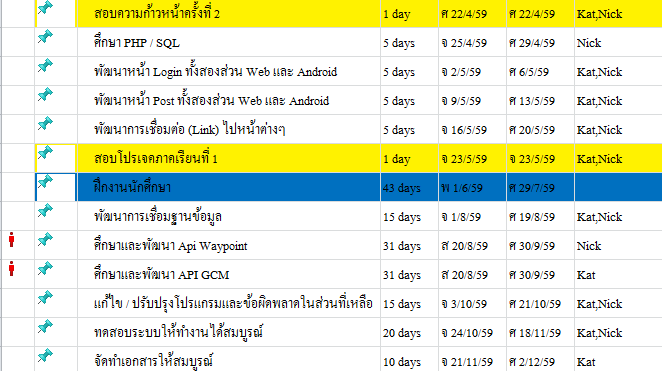 สอบความก้าวหน้าครั้งที่ 2 1 day ศ 22/4/59 ศ 22/4/59 Kat,Nick
ศึกษา PHP / SQL 5 days จ 25/4/59 ศ 29/4/59 Nick
พัฒนาหน้า Login ทั้งสองส่วน Web และ Android 5 days จ 2/5/59 ศ 6/5/59 Kat,Nick
พัฒนาหน้า Post ทั้งสองส่วน Web และ Android 5 days จ 9/5/59 ศ 13/5/59 Kat,Nick
พัฒนาการเชื่อมต่อ (Link) ไปหน้าต่างๆ 5 days จ 16/5/59 ศ 20/5/59 Kat,Nick
สอบโปรเจคภาคเรียนที่ 1 1 day จ 23/5/59 จ 23/5/59 Kat,Nick
ฝึกงานนักศึกษา 43 days พ 1/6/59 ศ 29/7/59
พัฒนาการเชื่อมฐานข้อมูล 15 days จ 1/8/59 ศ 19/8/59 Kat,Nick
ศึกษาและพัฒนา Api Waypoint 31 days ส 20/8/59 ศ 30/9/59 Nick
ศึกษาและพัฒนา API GCM 31 days ส 20/8/59 ศ 30/9/59 Kat
แก้ไข / ปรับปรุงโปรแกรมและข้อผิดพลาดในส่วนที่เหลือ 15 days จ 3/10/59 ศ 21/10/59 Kat,Nick
ทดสอบระบบให้ทำงานได้สมบูรณ์ 20 days จ 24/10/59 ศ 18/11/59 Kat,Nick
จัดทำเอกสารให้สมบูรณ์ 10 days จ 21/11/59 ศ 2/12/59 Kat